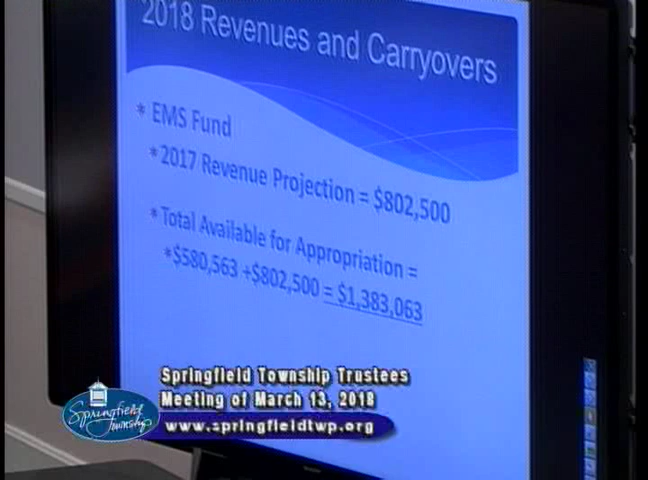 2018 Revenues and Carryovers
* EMS Fund
* 2017 Revenue Projection = $802,500
* Total Available for Appropriation =
* $580,563 +$802,500 = $1,383,063
Springfield Township Trustees
Meeting of March 13, 2018
www.springfieldtwp.org
Springfield
Township